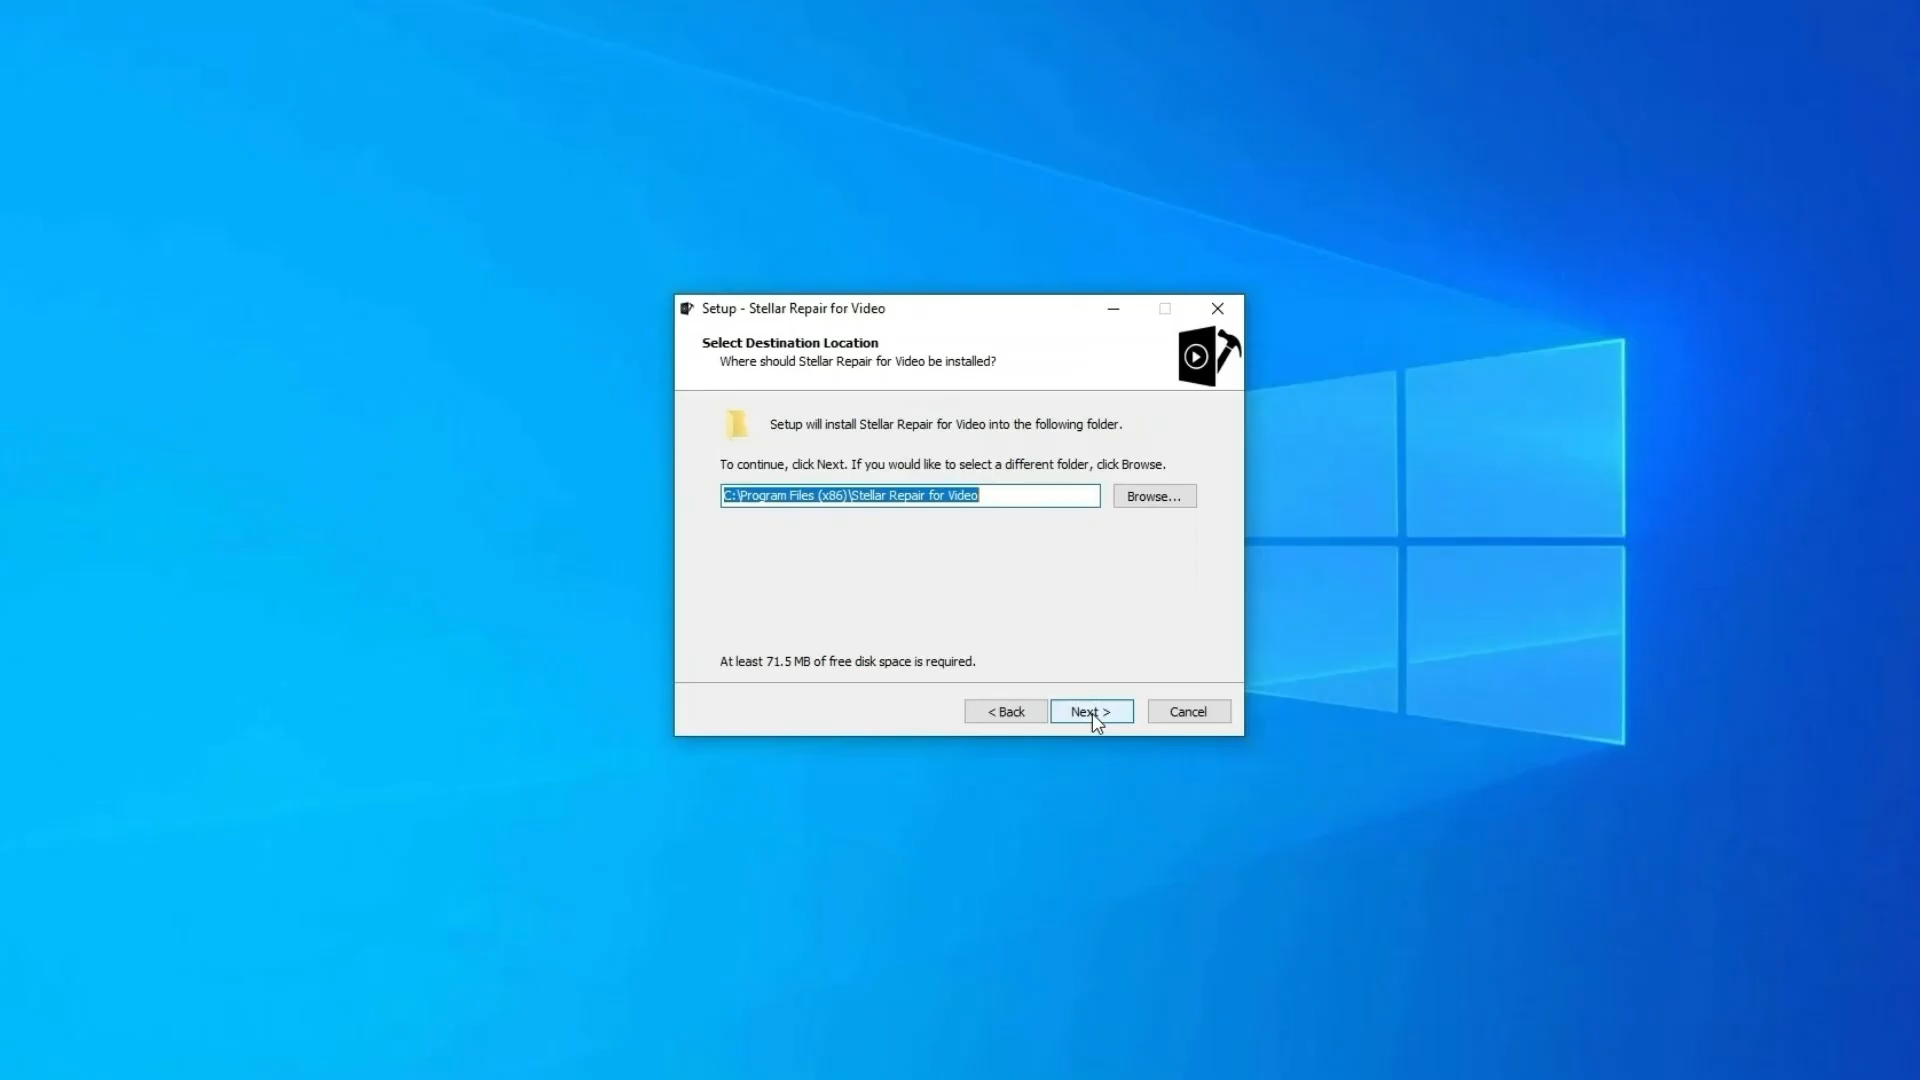 Setup - Stellar Repair for Video
Select Destination Location
Where should Stellar Repair for Video be installed?
Setup will install Stellar Repair for Video into the following folder.
To continue, click Next. If you would like to select a different folder, click Browse.
C:\Program Files (x86)\Stellar Repair for Video
Browse...
At least 71.5 MB of free disk space is required.
< Back
Next >
Cancel